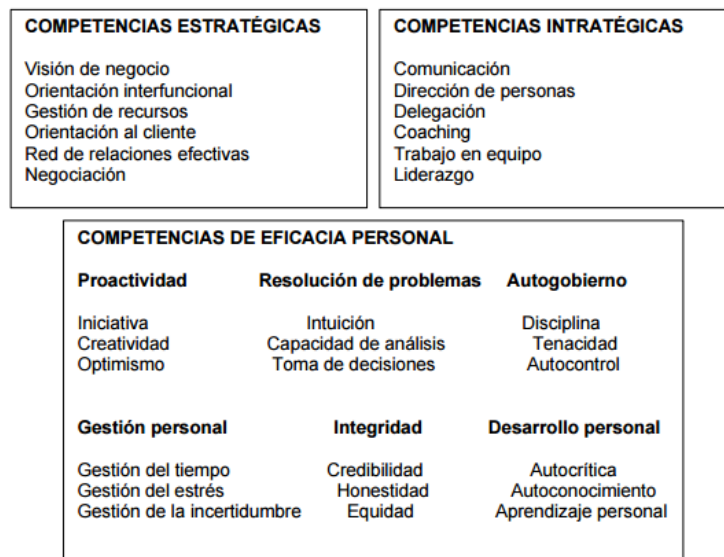 COMPETENCIAS ESTRATÉGICAS
Visión de negocio
Orientación interfuncional
Gestión de recursos
Orientación al cliente
Red de relaciones efectivas
Negociación
COMPETENCIAS INTRATÉGICAS
Comunicación
Dirección de personas
Delegación
Coaching
Trabajo en equipo
Liderazgo
COMPETENCIAS DE EFICACIA PERSONAL
Proactividad Resolución de problemas Autogobierno
Iniciativa Intuición Disciplina
Creatividad Capacidad de análisis Tenacidad
Optimismo Toma de decisiones Autocontrol
Gestión personal Integridad Desarrollo personal
Gestión del tiempo Credibilidad Autocrítica
Gestión del estrés Honestidad Autoconocimiento
Gestión de la incertidumbre Equidad Aprendizaje personal